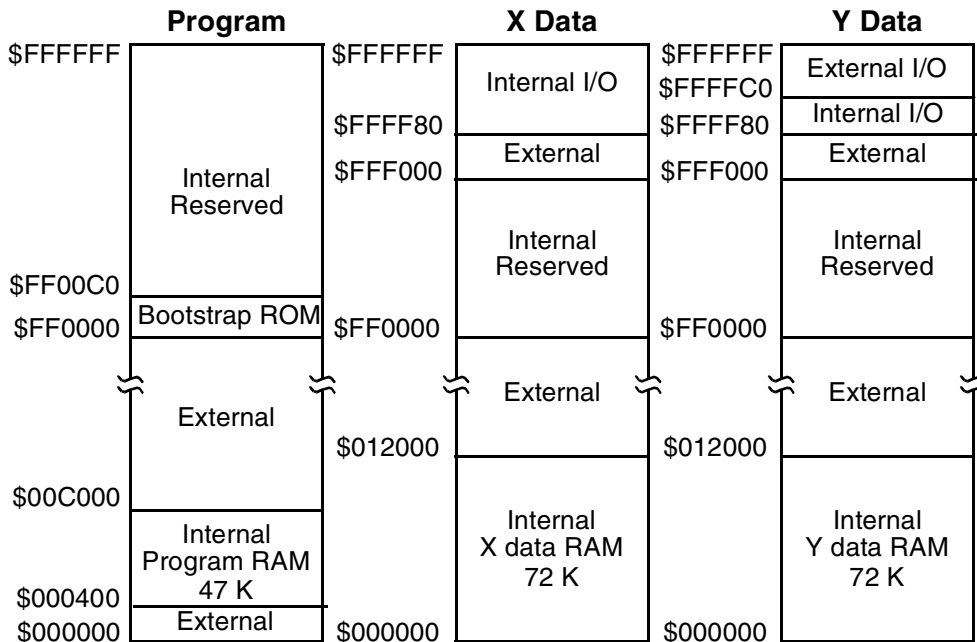 Program
X Data
Y Data
$FFFFFF
Internal
Reserved
$FF00C0
Bootstrap ROM
$FF0000
External
$00C000
Internal
Program RAM
47 K
$000400
External
$000000
$FFFFFF
Internal I/O
$FFFF80
External
$FFF000
Internal
Reserved
$FF0000
External
$012000
Internal
X data RAM
72 K
$000000
$FFFFFF
External I/O
$FFFFC0
Internal I/O
$FFFF80
External
$FFF000
Internal
Reserved
$FF0000
External
$012000
Internal
Y data RAM
72 K
$000000